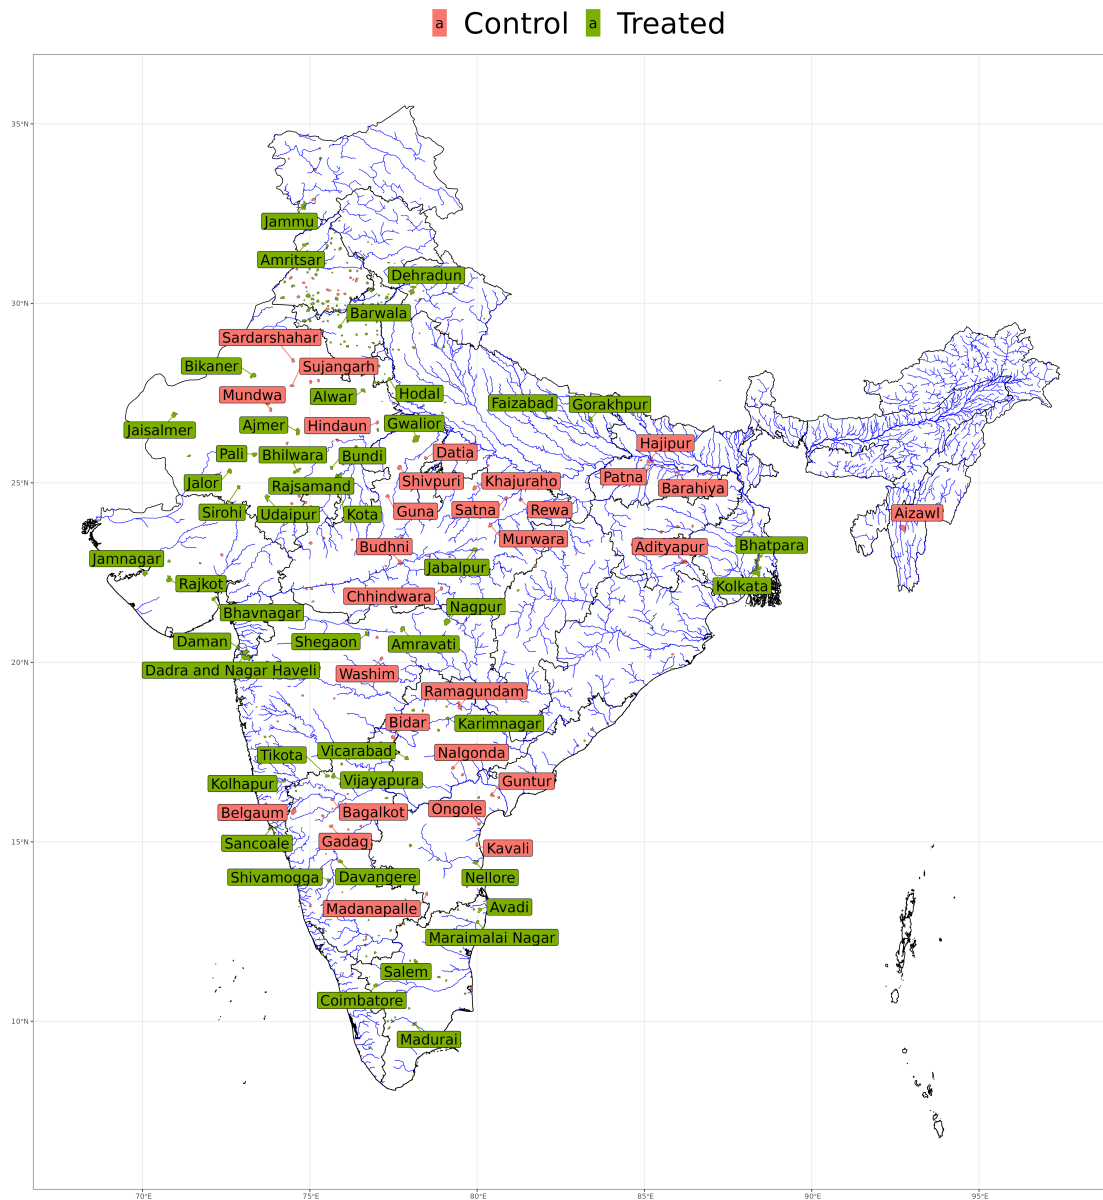 a Control a Treated
35°N
Jammu
Amritsar
Dehradun
30°N
Barwala
Sardarshahar
Bikaner
Sujangarh
Mundwa
Alwar
Hodal
Faizabad
Gorakhpur
Jaisalmer
Ajmer
Hindaun
Gwalior
Hajipur
Pali
Bhilwara
Bundi
Datia
25°N
Jalor
Rajsamand
Shivpuri
Khajuraho
Patna
Barahiya
Sirohi
Udaipur
Kota
Guna
Satna
Rewa
Aizawl
Budhni
Murwara
Adityapur
Bhatpara
Jamnagar
Jabalpur
Rajkot
Chhindwara
Kolkata
Bhavnagar
Nagpur
Daman
Shegaon
Amravati
20°N
Dadra and Nagar Haveli
Washim
Ramagundam
Bidar
Karimnagar
Tikota
Vicarabad
Nalgonda
Kolhapur
Vijayapura
Guntur
Belgaum
Bagalkot
Ongole
15°N
Sancoale
Gadag
Kavali
Shivamogga
Davangere
Nellore
Madanapalle
Avadi
Maraimalai Nagar
Salem
Coimbatore
10°N
Madurai
70°E 75°E 80°E 85°E 90°E 95°E